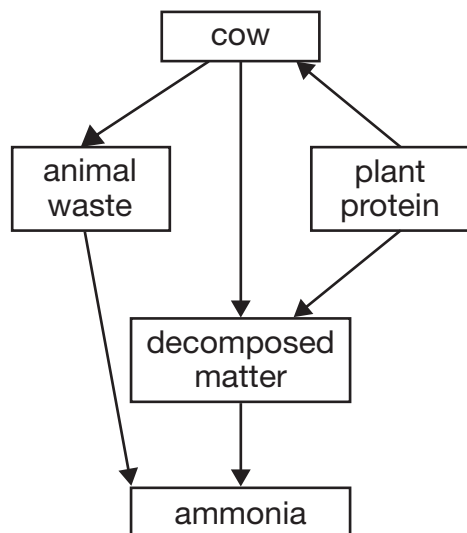 cow
animal
waste
plant
protein
decomposed
matter
ammonia